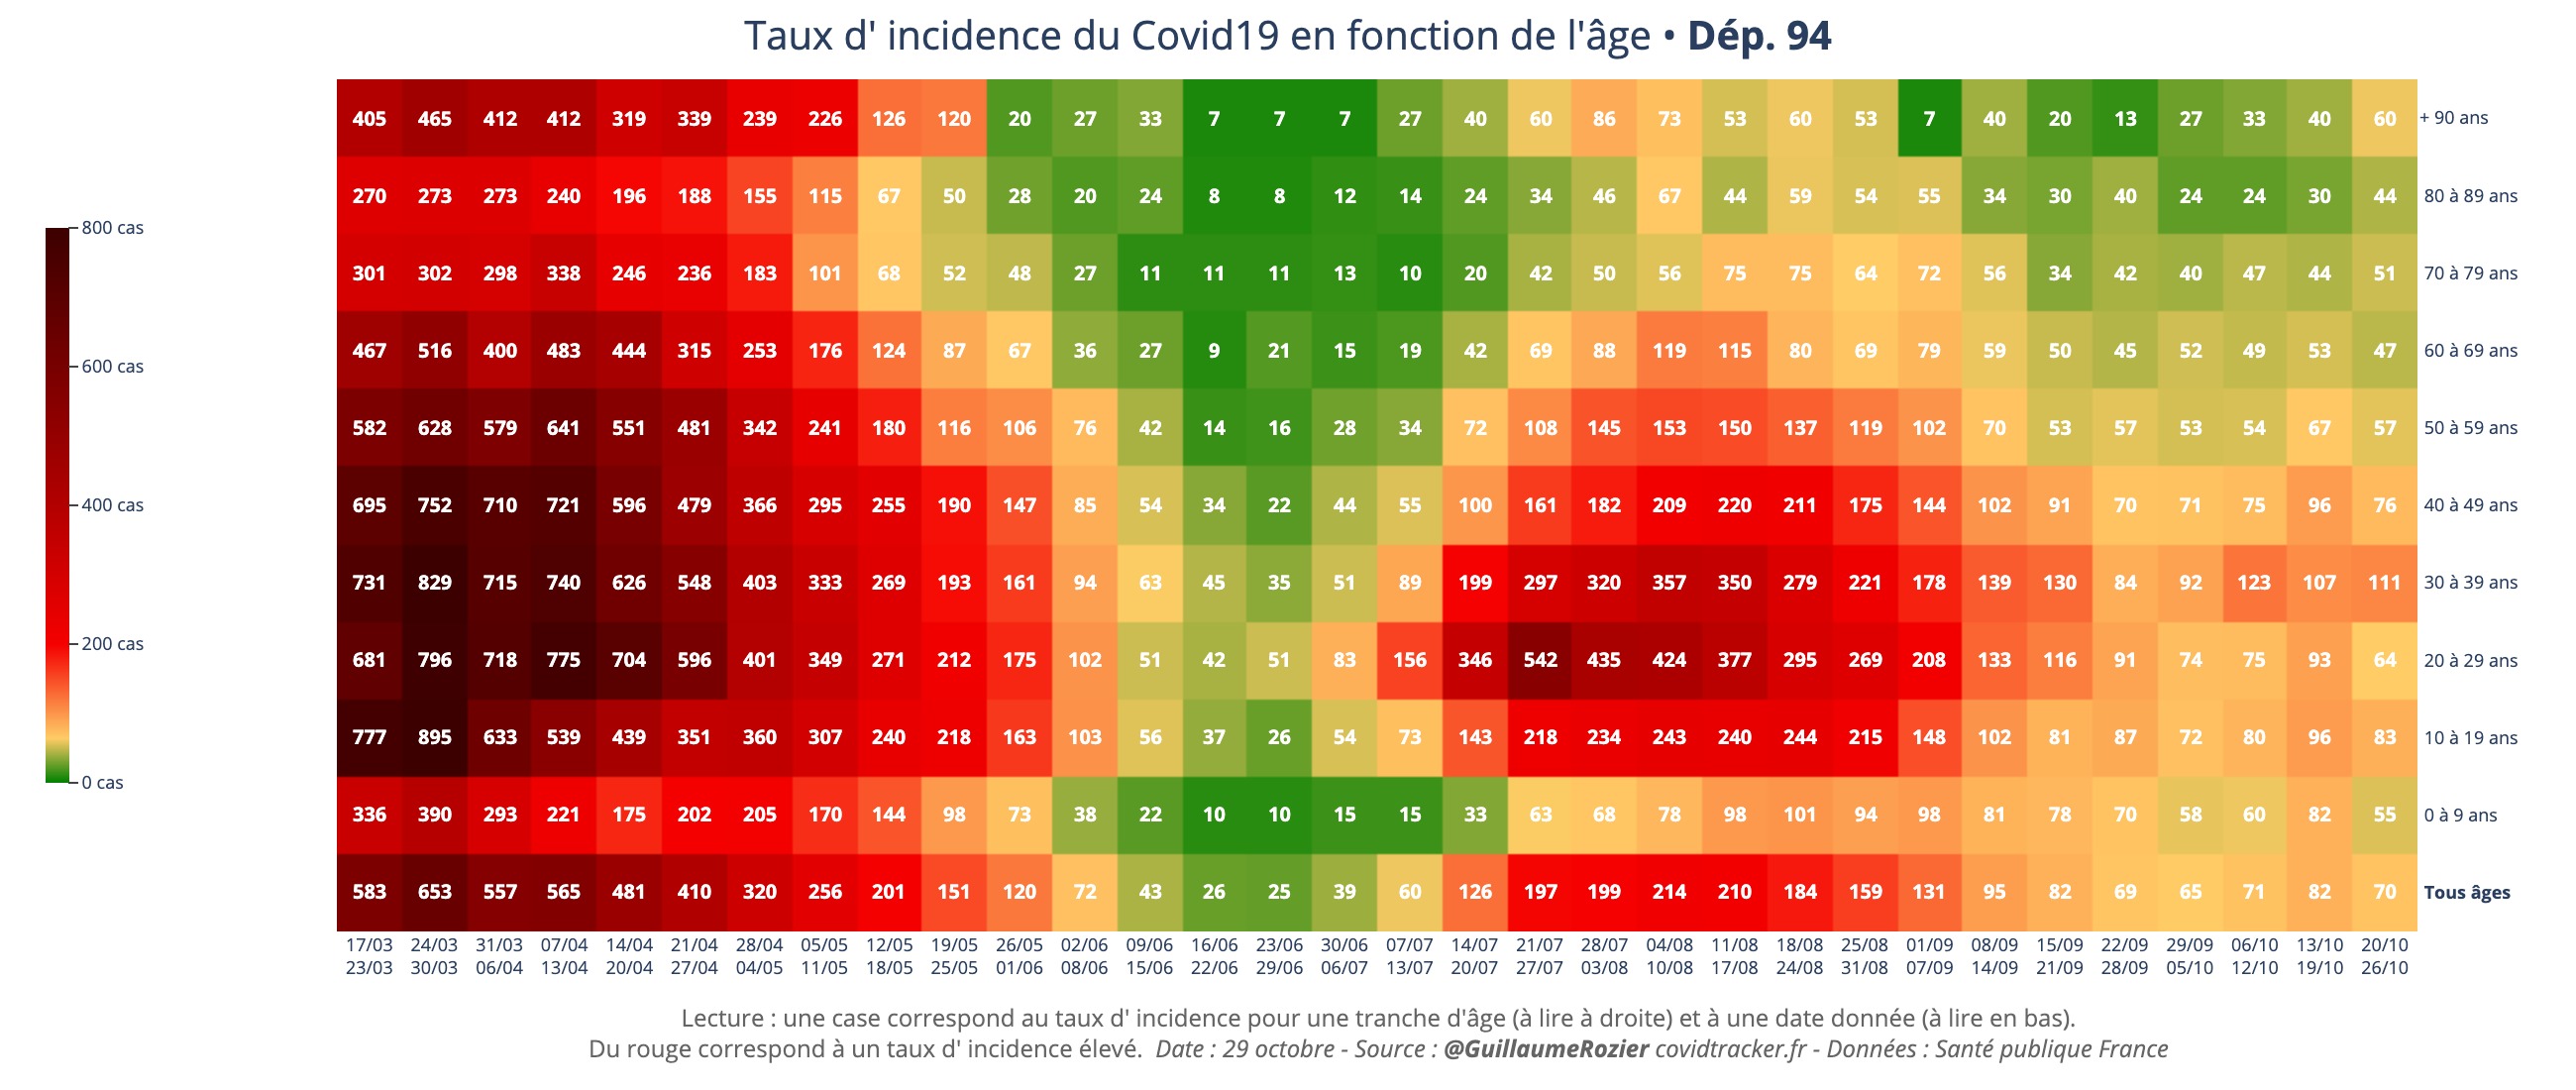 Taux d' incidence du Covid19 en fonction de l'âge • Dép. 94
800 cas
600 cas
400 cas
200 cas
0 cas
405 465 412 412 319 339 239 226 126 120 20 27 33 7 7 7 27 40 60 86 73 53 60 53 7 40 20 13 27 33 40 60 + 90 ans
270 273 273 240 196 188 155 115 67 50 28 20 24 8 8 12 14 24 34 46 67 44 59 54 55 34 30 40 24 24 30 44 80 à 89 ans
301 302 298 338 246 236 183 101 68 52 48 27 11 11 11 13 10 20 42 50 56 75 75 64 72 56 34 42 40 47 44 51 70 à 79 ans
467 516 400 483 444 315 253 176 124 87 67 36 27 9 21 15 19 42 69 88 119 115 80 69 79 59 50 45 52 49 53 47 60 à 69 ans
582 628 579 641 551 481 342 241 180 116 106 76 42 14 16 28 34 72 108 145 153 150 137 119 102 70 53 57 53 54 67 57 50 à 59 ans
695 752 710 721 596 479 366 295 255 190 147 85 54 34 22 44 55 100 161 182 209 220 211 175 144 102 91 70 71 75 96 76 40 à 49 ans
731 829 715 740 626 548 403 333 269 193 161 94 63 45 35 51 89 199 297 320 357 350 279 221 178 139 130 84 92 123 107 111 30 à 39 ans
681 796 718 775 704 596 401 349 271 212 175 102 51 42 51 83 156 346 542 435 424 377 295 269 208 133 116 91 74 75 93 64 20 à 29 ans
777 895 633 539 439 351 360 307 240 218 163 103 56 37 26 54 73 143 218 234 243 240 244 215 148 102 81 87 72 80 96 83 10 à 19 ans
336 390 293 221 175 202 205 170 144 98 73 38 22 10 10 15 15 33 63 68 78 98 101 94 98 81 78 70 58 60 82 55 0 à 9 ans
583 653 557 565 481 410 320 256 201 151 120 72 43 26 25 39 60 126 197 199 214 210 184 159 131 95 82 69 65 71 82 70 Tous âges
17/03 24/03 31/03 07/04 14/04 21/04 28/04 05/05 12/05 19/05 26/05 02/06 09/06 16/06 23/06 30/06 07/07 14/07 21/07 28/07 04/08 11/08 18/08 25/08 01/09 08/09 15/09 22/09 29/09 06/10 13/10 20/10
23/03 30/03 06/04 13/04 20/04 27/04 04/05 11/05 18/05 25/05 01/06 08/06 15/06 22/06 29/06 06/07 13/07 20/07 27/07 03/08 10/08 17/08 24/08 31/08 07/09 14/09 21/09 28/09 05/10 12/10 19/10 26/10
Lecture : une case correspond au taux d' incidence pour une tranche d'âge (à lire à droite) et à une date donnée (à lire en bas).
Du rouge correspond à un taux d' incidence élevé. Date : 29 octobre - Source : @GuillaumeRozier covidtracker.fr - Données : Santé publique France